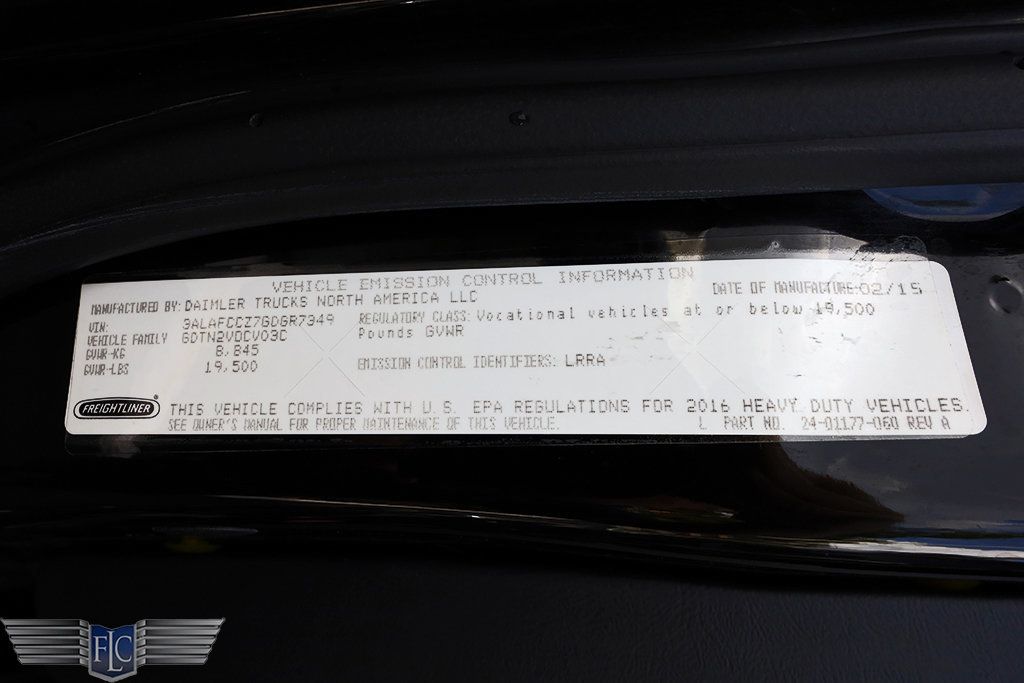 VEHICLE EMISSION CONTROL INFORMATION
MANUFACTURED BY: DAIMLER TRUCKS NORTH AMERICA LLC
DATE OF MANUFACTURE: 02/15
VIN: 3ALAFCCZ7GDGR7349
REGULATORY CLASS: Vocational vehicles at or below 19,500
VEHICLE FAMILY GDTN2VOCV03C
Pounds GVWR
GVWR-KG 8,845
GVWR-LBS 19,500
EMISSION CONTROL IDENTIFIERS: LRRA
FREIGHTLINER®
THIS VEHICLE COMPLIES WITH U.S. EPA REGULATIONS FOR 2016 HEAVY DUTY VEHICLES.
SEE OWNER'S MANUAL FOR PROPER MAINTENANCE OF THIS VEHICLE.
L PART NO. 24-01177-060 REV A
FLC